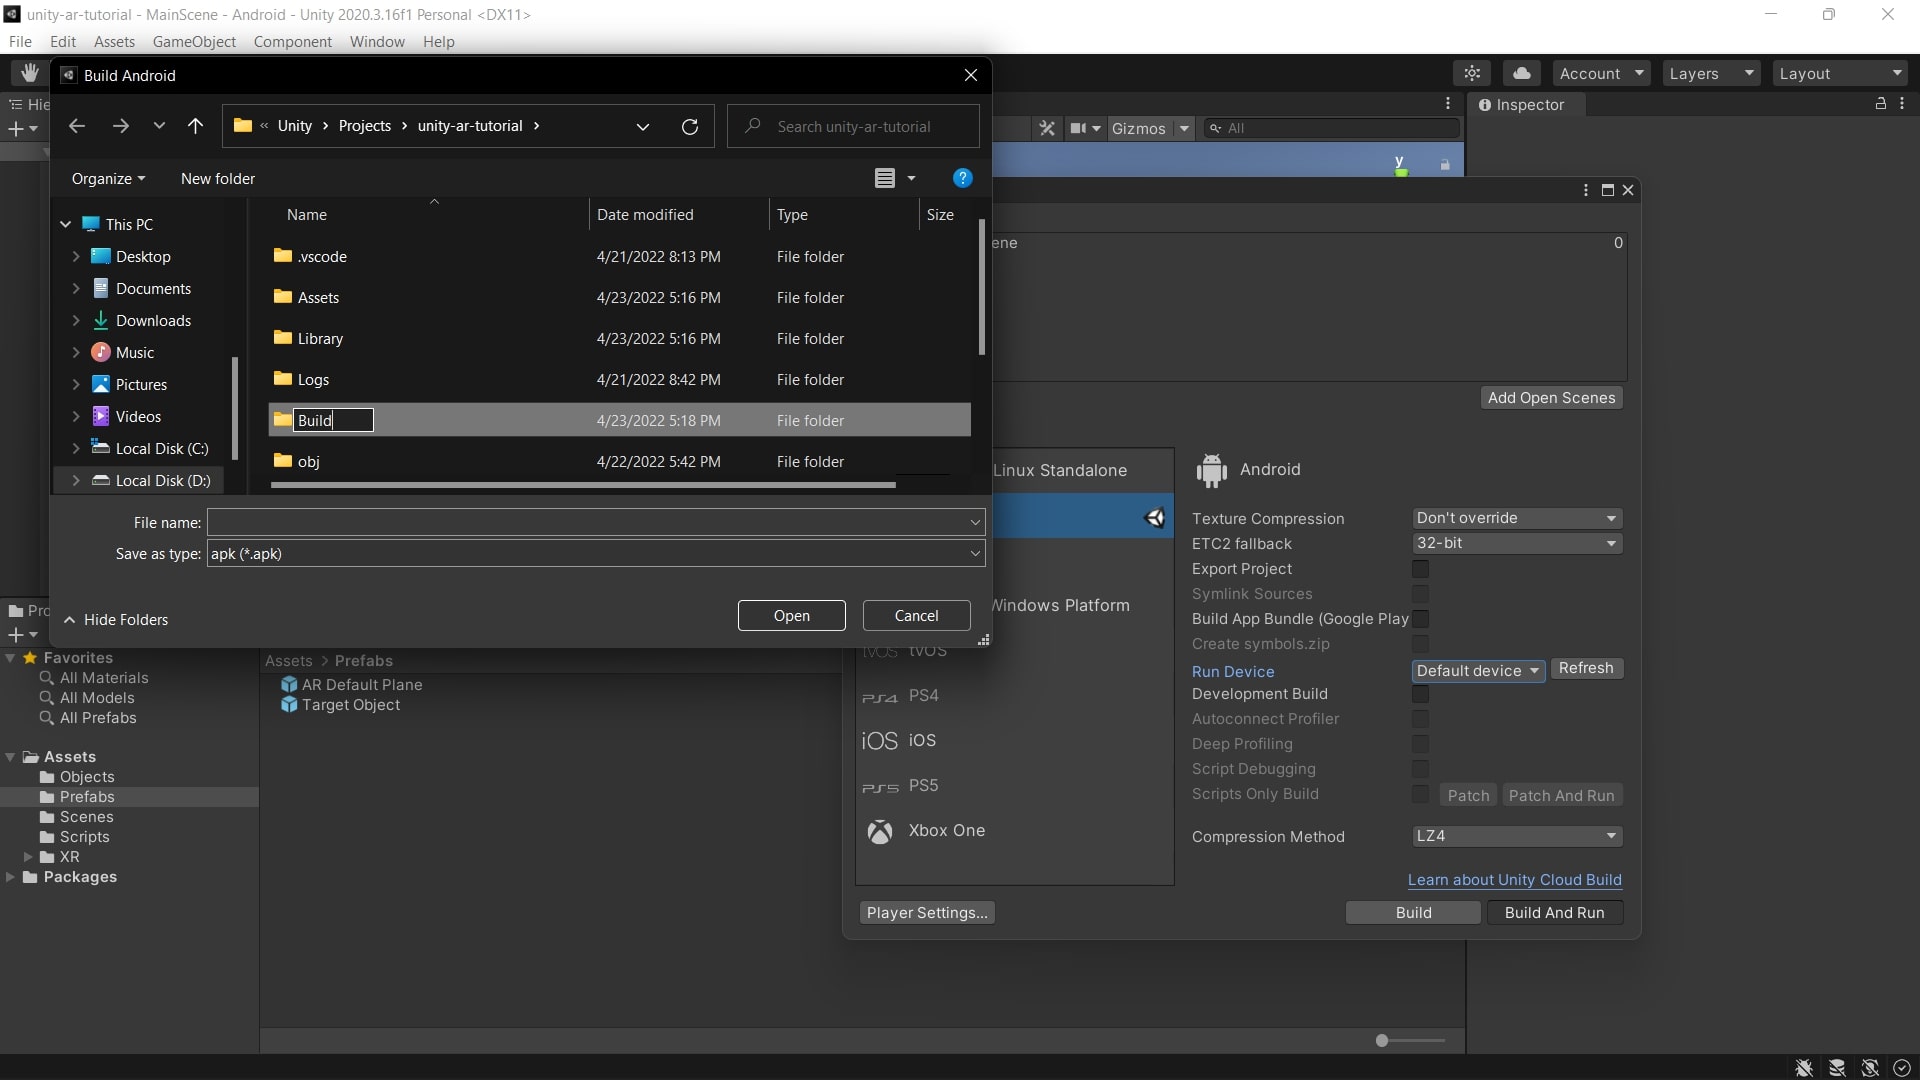 unity-ar-tutorial - MainScene - Android - Unity 2020.3.16f1 Personal <DX11>
File Edit Assets GameObject Component Window Help
Build Android
Account Layers Layout
Hie
Inspector
« Unity › Projects › unity-ar-tutorial ›
Search unity-ar-tutorial
Gizmos
All
Organize
New folder
y
Name Date modified Type Size
This PC
Desktop
Documents
Downloads
Music
Pictures
Videos
Local Disk (C:)
Local Disk (D:)
.vscode 4/21/2022 8:13 PM File folder
Assets 4/23/2022 5:16 PM File folder
Library 4/23/2022 5:16 PM File folder
Logs 4/21/2022 8:42 PM File folder
Build 4/23/2022 5:18 PM File folder
obj 4/22/2022 5:42 PM File folder
File name:
Save as type: apk (*.apk)
Hide Folders
Open
Cancel
ene 0
Add Open Scenes
Linux Standalone
Windows Platform
tvOS tvOS
PS4 PS4
iOS iOS
PS5 PS5
Xbox One
Android
Texture Compression Don't override
ETC2 fallback 32-bit
Export Project
Symlink Sources
Build App Bundle (Google Play
Create symbols.zip
Run Device Default device Refresh
Development Build
Autoconnect Profiler
Deep Profiling
Script Debugging
Scripts Only Build Patch Patch And Run
Compression Method LZ4
Learn about Unity Cloud Build
Player Settings...
Build
Build And Run
Pro
Favorites
All Materials
All Models
All Prefabs
Assets
Objects
Prefabs
Scenes
Scripts
XR
Packages
Assets > Prefabs
AR Default Plane
Target Object